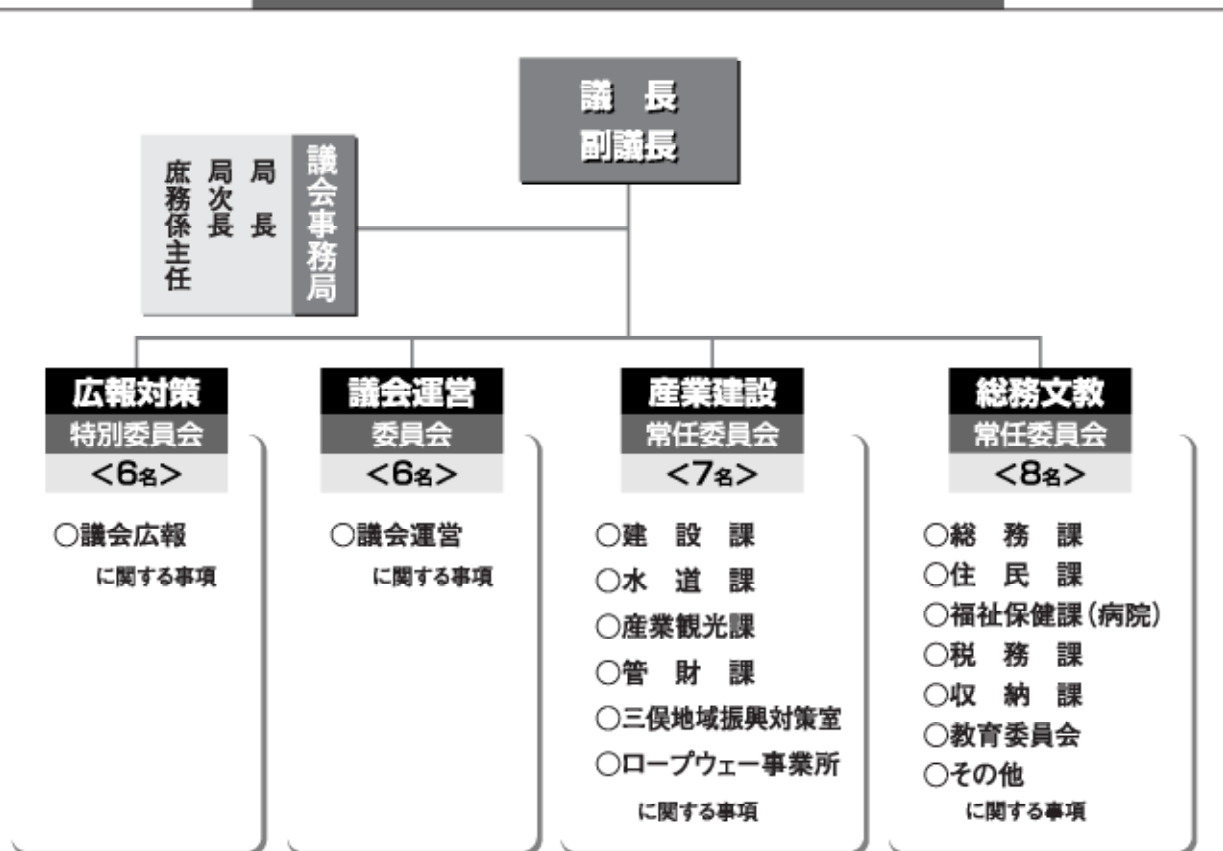 議　長
副議長
議会事務局
局　長
局次長
庶務係主任
広報対策
特別委員会
<6名>
○議会広報
に関する事項
議会運営
委員会
<6名>
○議会運営
に関する事項
産業建設
常任委員会
<7名>
○建　設　課
○水　道　課
○産業観光課
○管　財　課
○三俣地域振興対策室
○ロープウェー事業所
に関する事項
総務文教
常任委員会
<8名>
○総　務　課
○住　民　課
○福祉保健課(病院)
○税　務　課
○収　納　課
○教育委員会
○その他
に関する事項